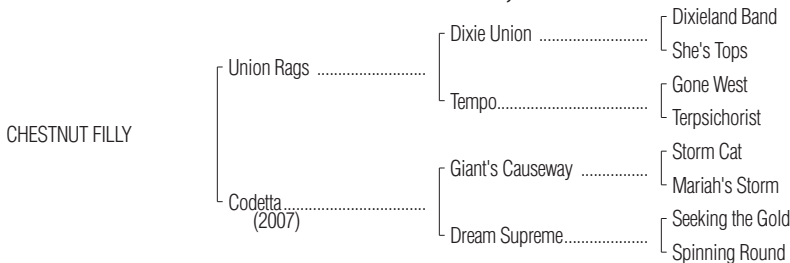 Dixieland Band
Dixie Union ..........................
She's Tops
Union Rags ..........................
Gone West
Tempo....................................
Terpsichorist
CHESTNUT FILLY
Storm Cat
Giant's Causeway ................
Mariah's Storm
Codetta..................................
(2007)
Seeking the Gold
Dream Supreme....................
Spinning Round